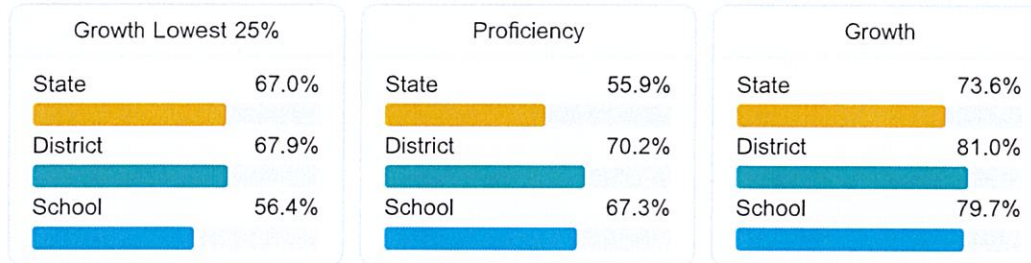 Growth Lowest 25%
State 67.0%
District 67.9%
School 56.4%
Proficiency
State 55.9%
District 70.2%
School 67.3%
Growth
State 73.6%
District 81.0%
School 79.7%